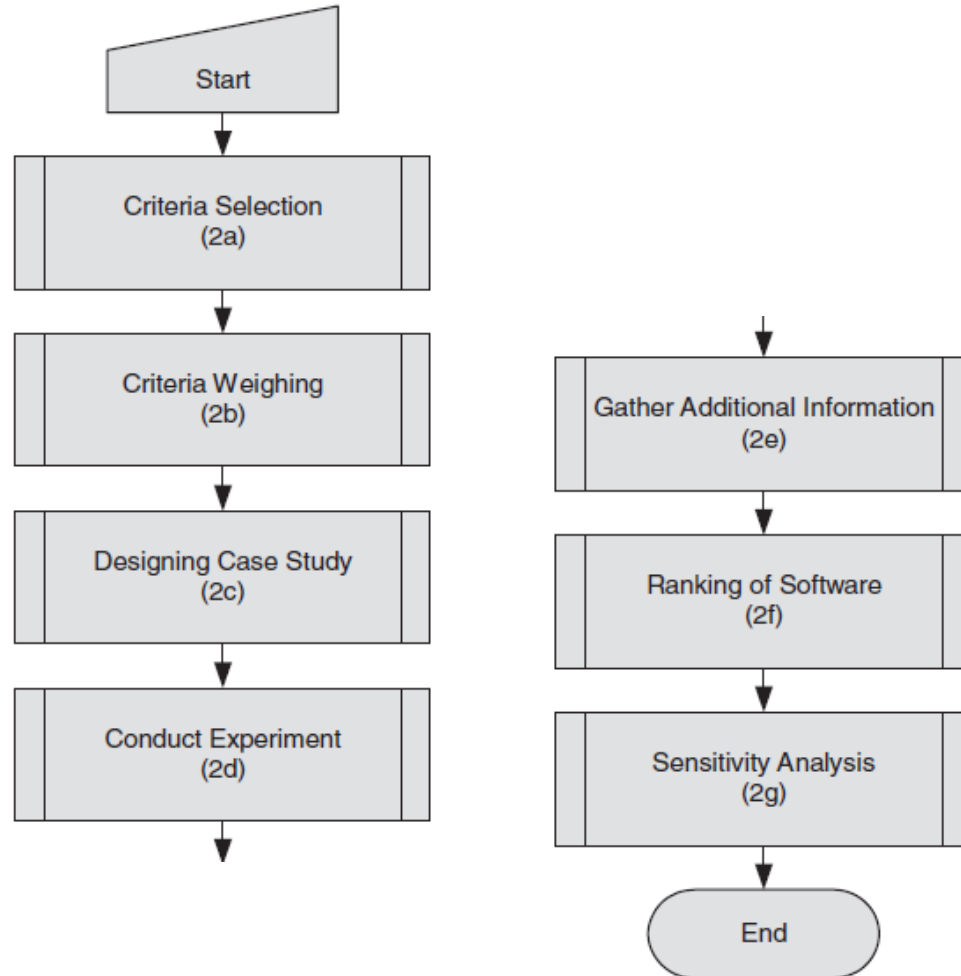 Start
Criteria Selection
(2a)
Criteria Weighing
(2b)
Designing Case Study
(2c)
Conduct Experiment
(2d)
Gather Additional Information
(2e)
Ranking of Software
(2f)
Sensitivity Analysis
(2g)
End